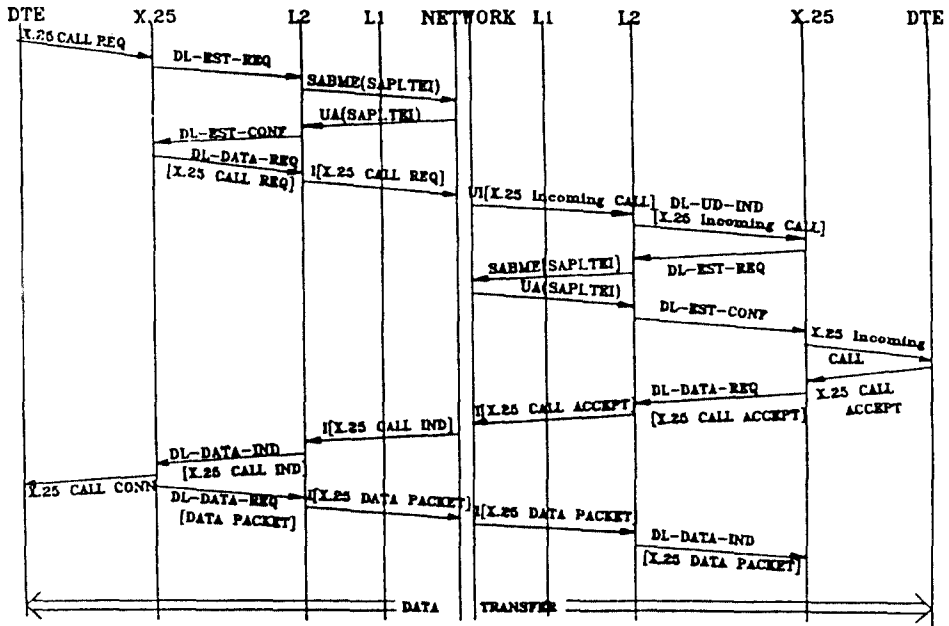 DTE X.25 L2 L1 NETWORK L1 L2 X.25 DTE
X.25 CALL REQ
DL-EST-REQ
SABME(SAPI,TEI)
UA(SAPI,TEI)
DL-EST-CONF
DL-DATA-REQ
[X.25 CALL REQ]
I[X.25 CALL REQ]
UI[X.25 Incoming CALL]
DL-UD-IND
[X.25 Incoming CALL]
DL-EST-REQ
SABME(SAPI,TEI)
UA(SAPI,TEI)
DL-EST-CONF
X.25 Incoming
CALL
X.25 CALL
ACCEPT
DL-DATA-REQ
[X.25 CALL ACCEPT]
I[X.25 CALL ACCEPT]
I[X.25 CALL IND]
DL-DATA-IND
[X.25 CALL IND]
X.25 CALL CONN
DL-DATA-REQ
[DATA PACKET]
I[X.25 DATA PACKET]
I[X.25 DATA PACKET]
DL-DATA-IND
[X.25 DATA PACKET]
DATA TRANSFER